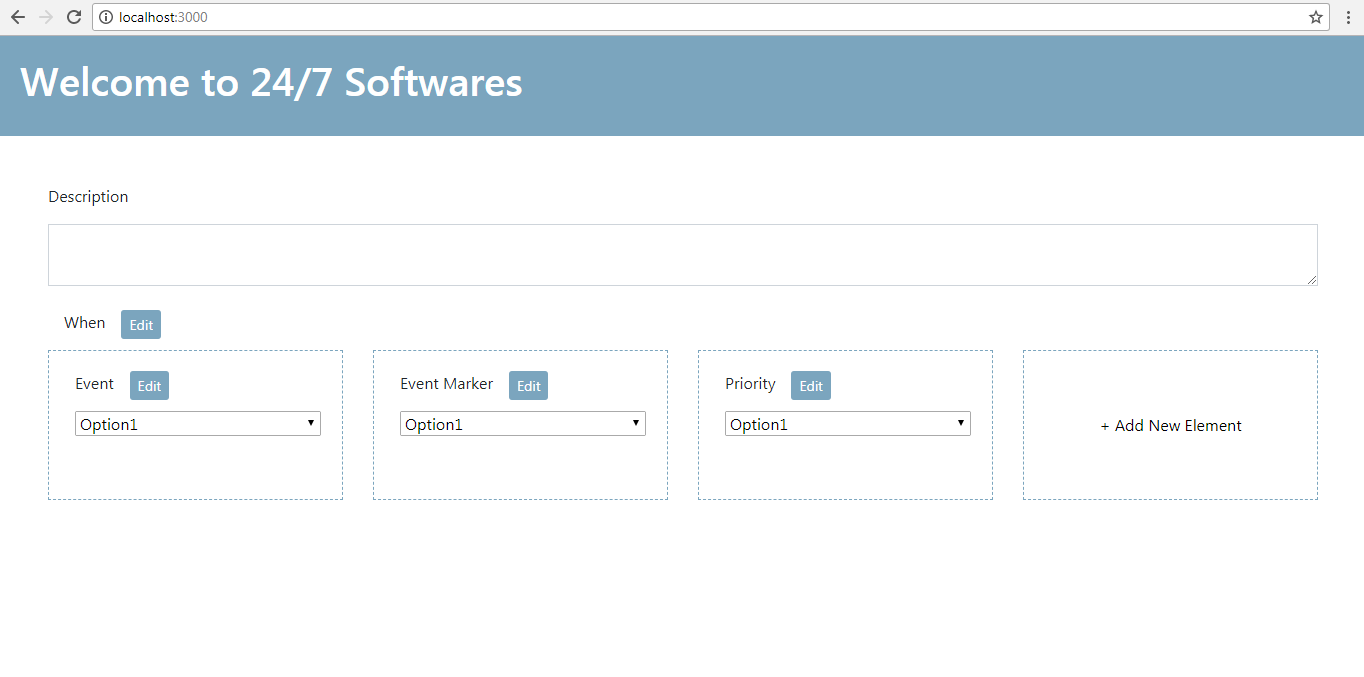 localhost:3000
Welcome to 24/7 Softwares
Description
When Edit
Event Edit
Option1
Event Marker Edit
Option1
Priority Edit
Option1
+ Add New Element